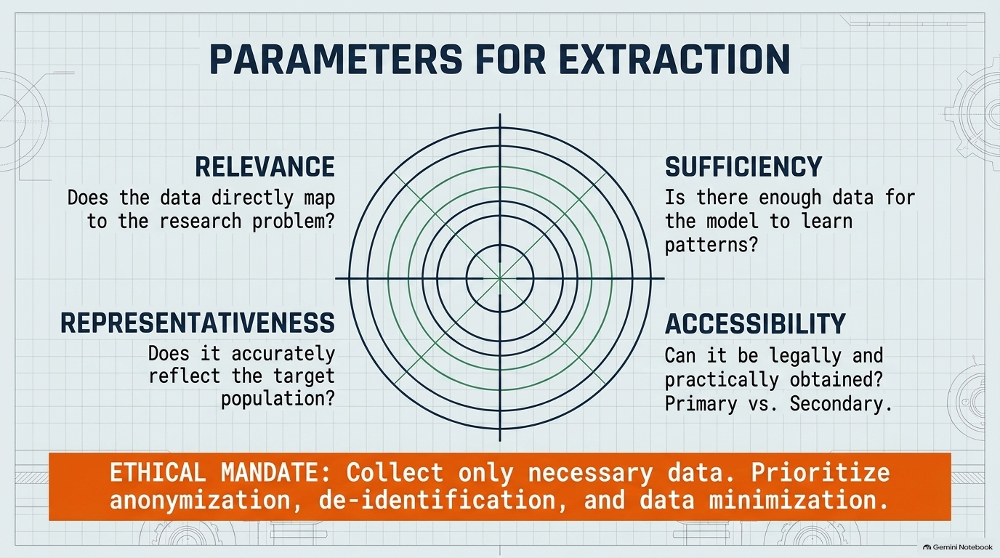 PARAMETERS FOR EXTRACTION
RELEVANCE
Does the data directly map
to the research problem?
SUFFICIENCY
Is there enough data for
the model to learn
patterns?
REPRESENTATIVENESS
Does it accurately
reflect the target
population?
ACCESSIBILITY
Can it be legally and
practically obtained?
Primary vs. Secondary.
ETHICAL MANDATE: Collect only necessary data. Prioritize
anonymization, de-identification, and data minimization.
Gemini Notebook